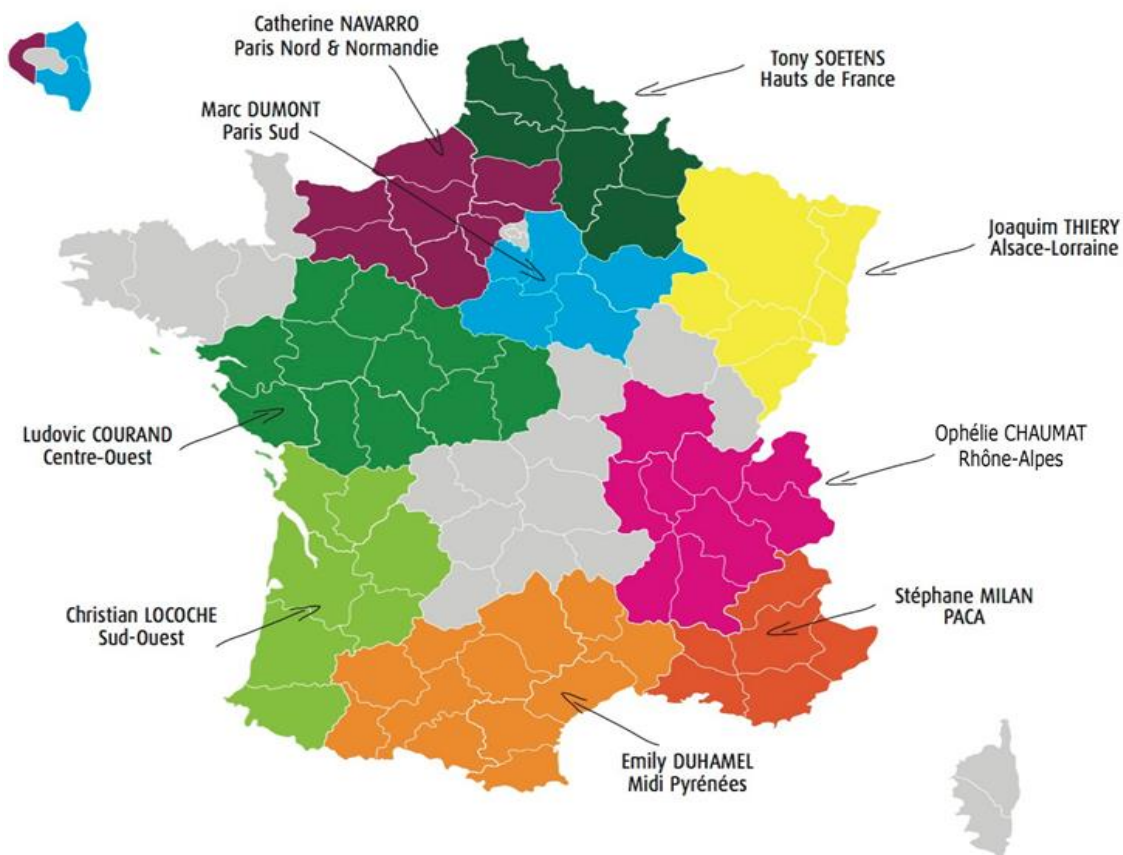 Catherine NAVARRO
Paris Nord & Normandie
Tony SOETENS
Hauts de France
Marc DUMONT
Paris Sud
Joaquim THIERY
Alsace-Lorraine
Ludovic COURAND
Centre-Ouest
Ophélie CHAUMAT
Rhône-Alpes
Christian LOCOCHE
Sud-Ouest
Stéphane MILAN
PACA
Emily DUHAMEL
Midi Pyrénées